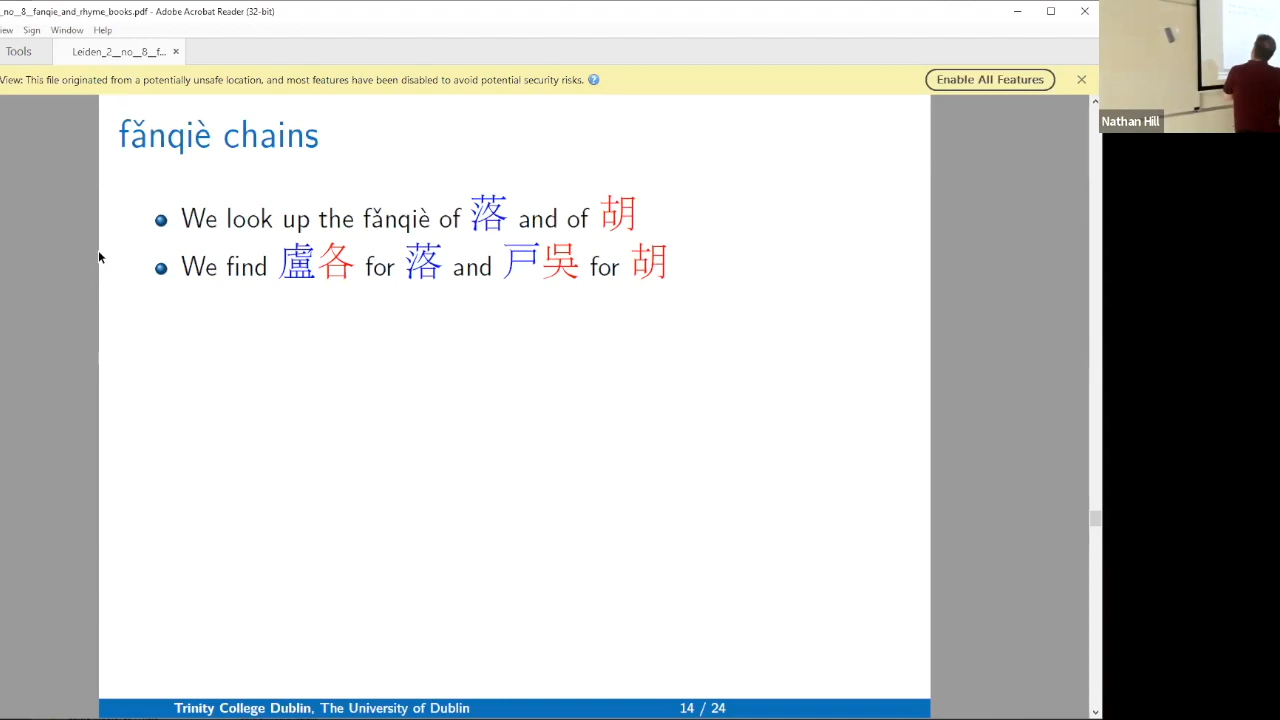 _no__8__fanqie_and_rhyme_books.pdf - Adobe Acrobat Reader (32-bit)
iew Sign Window Help
Tools Leiden_2__no__8__f... ×
View: This file originated from a potentially unsafe location, and most features have been disabled to avoid potential security risks. ? Enable All Features
Nathan Hill
fǎnqiè chains
We look up the fǎnqiè of 落 and of 胡
We find 盧各 for 落 and 戸吳 for 胡
Trinity College Dublin, The University of Dublin 14 / 24